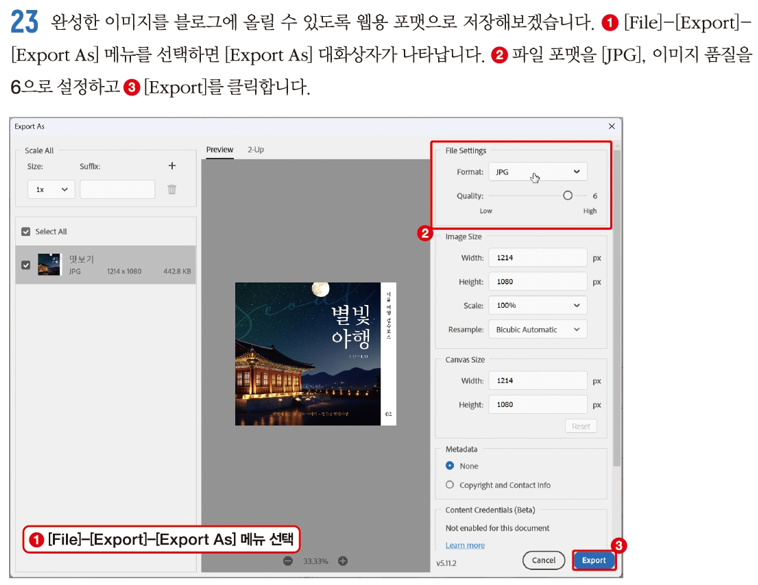 23 완성한 이미지를 블로그에 올릴 수 있도록 웹용 포맷으로 저장해보겠습니다. ❶ [File]–[Export]–
[Export As] 메뉴를 선택하면 [Export As] 대화상자가 나타납니다. ❷ 파일 포맷을 [JPG], 이미지 품질을
6으로 설정하고 ❸ [Export]를 클릭합니다.
Export As
Scale All
Size: Suffix:
1x
Select All
맛보기
JPG 1214 x 1080 442.8 KB
Preview 2-Up
별빛
야행
02
33.33%
File Settings
Format: JPG
Quality: 6
Low High
❷
Image Size
Width: 1214 px
Height: 1080 px
Scale: 100%
Resample: Bicubic Automatic
Canvas Size
Width: 1214 px
Height: 1080 px
Reset
Metadata
None
Copyright and Contact Info
Content Credentials (Beta)
Not enabled for this document
Learn more
v5.11.2
Cancel
Export
❸
❶ [File]–[Export]–[Export As] 메뉴 선택